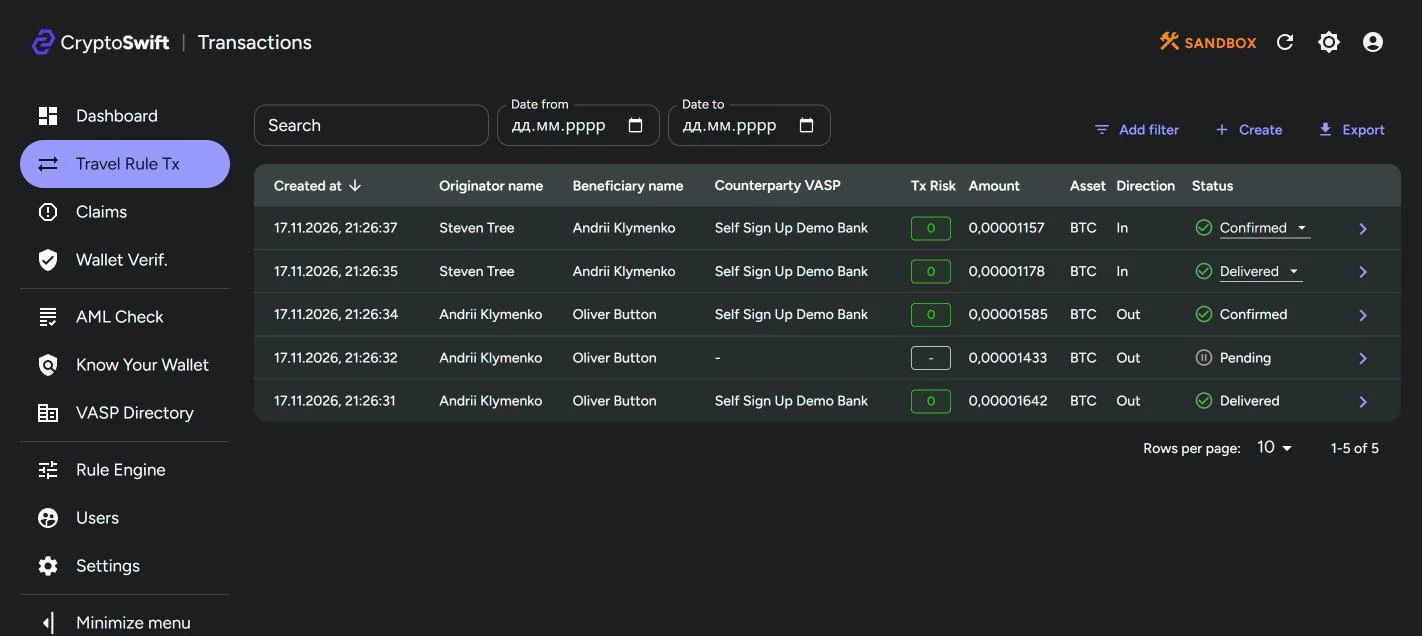 CryptoSwift | Transactions
SANDBOX
Dashboard
Travel Rule Tx
Claims
Wallet Verif.
AML Check
Know Your Wallet
VASP Directory
Rule Engine
Users
Settings
Minimize menu
Search
Date from
дд.мм.рррр
Date to
дд.мм.рррр
Add filter
+ Create
Export
Created at ↓ Originator name Beneficiary name Counterparty VASP Tx Risk Amount Asset Direction Status
17.11.2026, 21:26:37 Steven Tree Andrii Klymenko Self Sign Up Demo Bank 0 0,00001157 BTC In Confirmed
17.11.2026, 21:26:35 Steven Tree Andrii Klymenko Self Sign Up Demo Bank 0 0,00001178 BTC In Delivered
17.11.2026, 21:26:34 Andrii Klymenko Oliver Button Self Sign Up Demo Bank 0 0,00001585 BTC Out Confirmed
17.11.2026, 21:26:32 Andrii Klymenko Oliver Button - - 0,00001433 BTC Out Pending
17.11.2026, 21:26:31 Andrii Klymenko Oliver Button Self Sign Up Demo Bank 0 0,00001642 BTC Out Delivered
Rows per page: 10 1-5 of 5